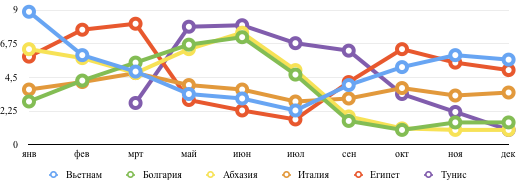 9
6,75
4,5
2,25
0
янв фев мрт май июн июл сен окт ноя дек
Вьетнам Болгария Абхазия Италия Египет Тунис